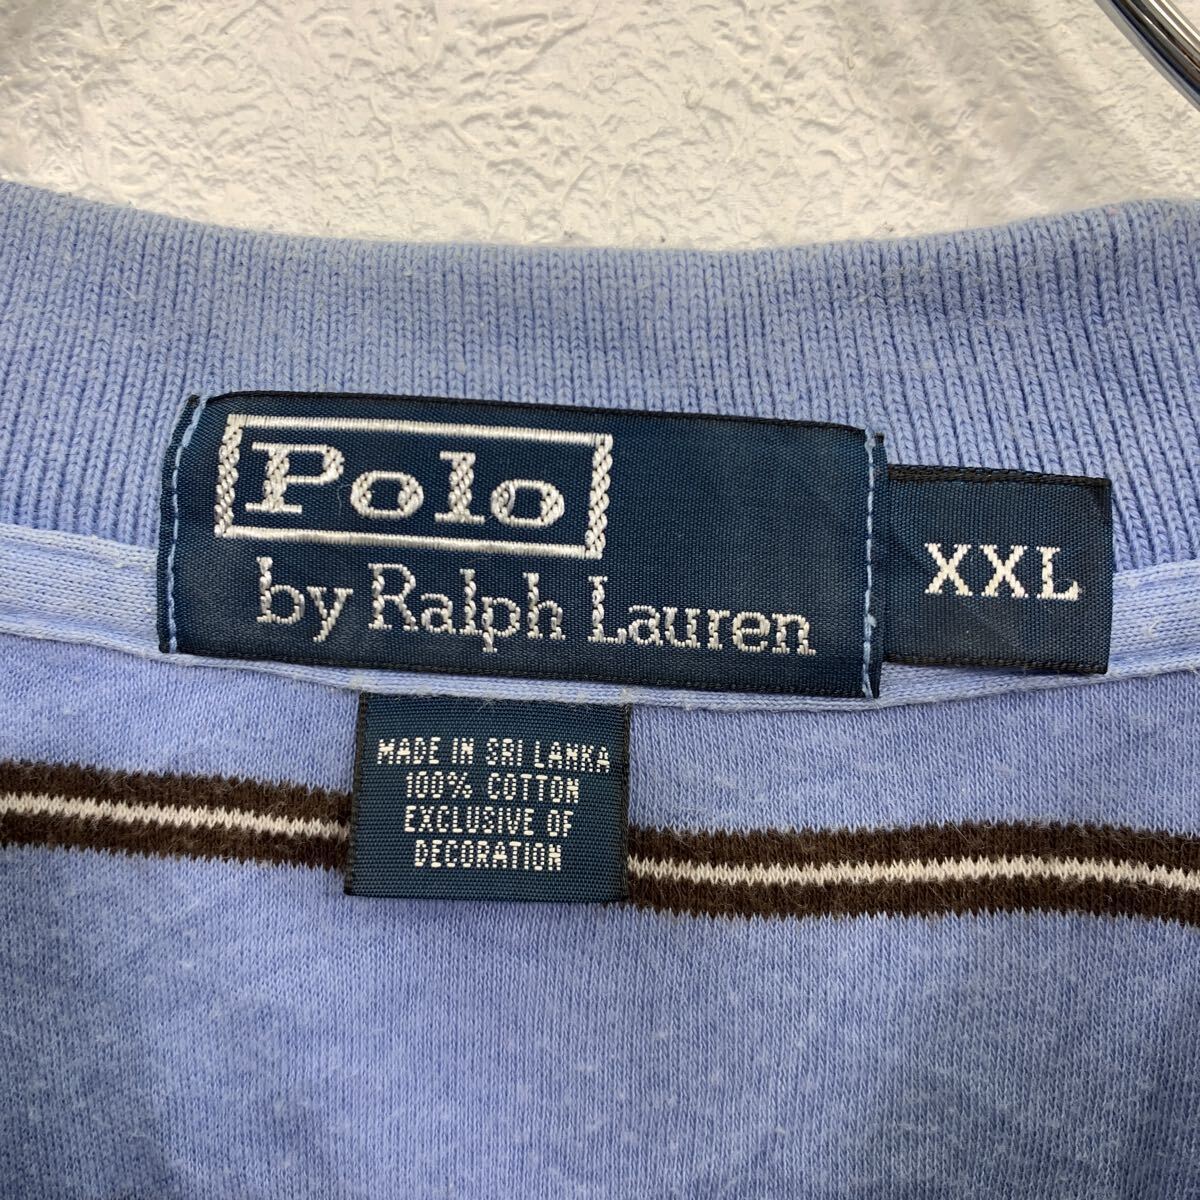 Polo
by Ralph Lauren
XXL
MADE IN SRI LANKA
100% COTTON
EXCLUSIVE OF
DECORATION